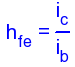 h_fe = i_c / i_b